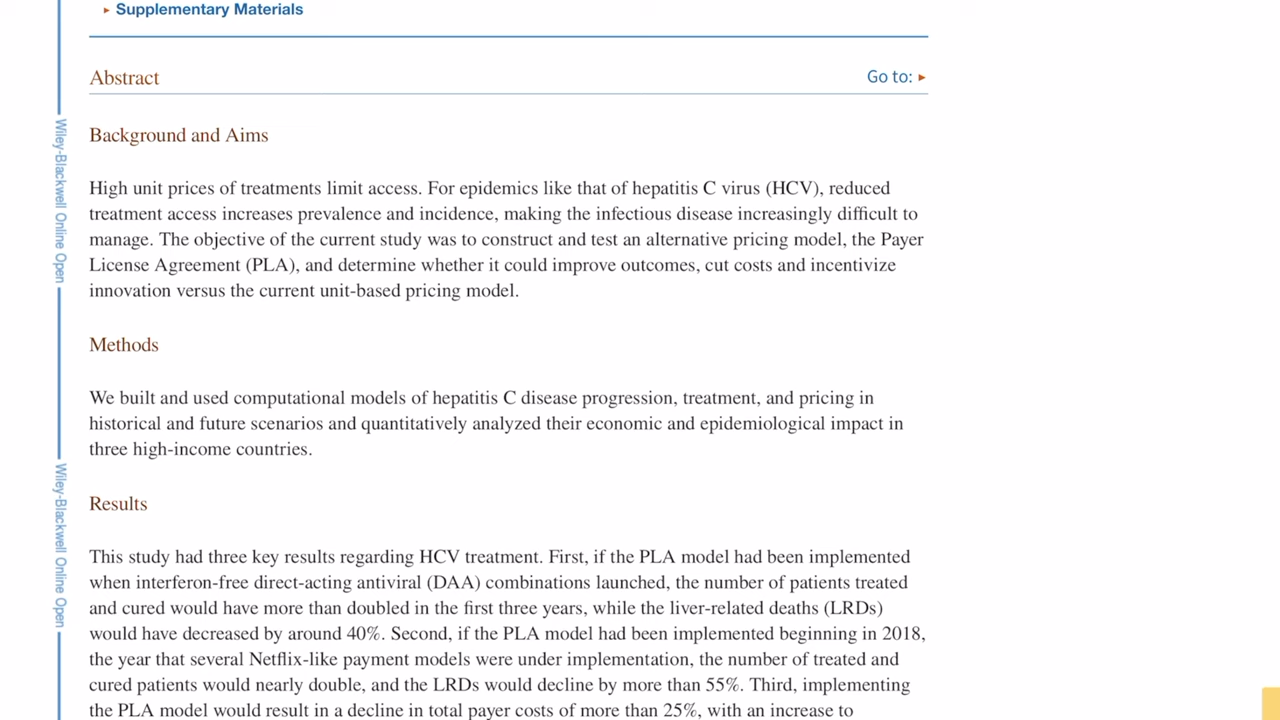 ▸ Supplementary Materials
Abstract
Go to: ▸
Background and Aims
High unit prices of treatments limit access. For epidemics like that of hepatitis C virus (HCV), reduced
treatment access increases prevalence and incidence, making the infectious disease increasingly difficult to
manage. The objective of the current study was to construct and test an alternative pricing model, the Payer
License Agreement (PLA), and determine whether it could improve outcomes, cut costs and incentivize
innovation versus the current unit-based pricing model.
Methods
We built and used computational models of hepatitis C disease progression, treatment, and pricing in
historical and future scenarios and quantitatively analyzed their economic and epidemiological impact in
three high-income countries.
Results
This study had three key results regarding HCV treatment. First, if the PLA model had been implemented
when interferon-free direct-acting antiviral (DAA) combinations launched, the number of patients treated
and cured would have more than doubled in the first three years, while the liver-related deaths (LRDs)
would have decreased by around 40%. Second, if the PLA model had been implemented beginning in 2018,
the year that several Netflix-like payment models were under implementation, the number of treated and
cured patients would nearly double, and the LRDs would decline by more than 55%. Third, implementing
the PLA model would result in a decline in total payer costs of more than 25%, with an increase to
Wiley-Blackwell Online Open
Wiley-Blackwell Online Open